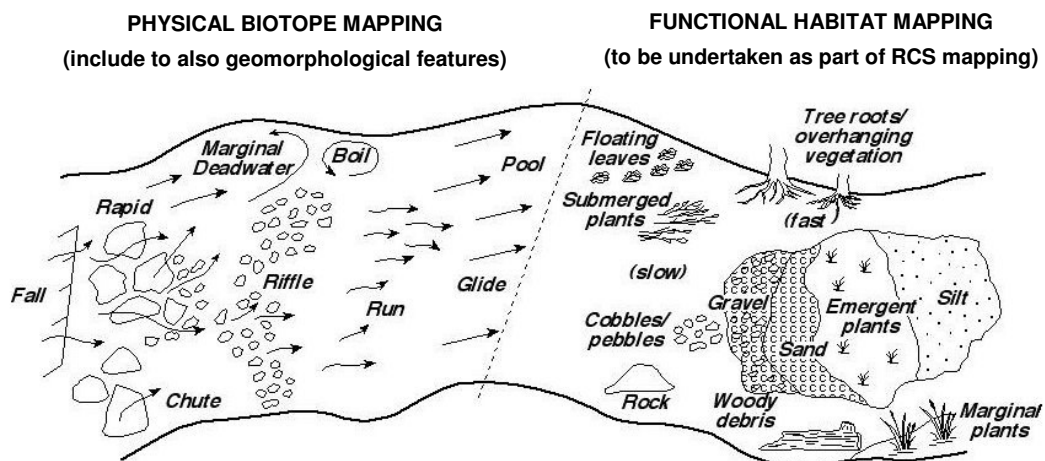 PHYSICAL BIOTOPE MAPPING
(include to also geomorphological features)
Marginal
Deadwater
Boil
Pool
Rapid
Fall
Riffle
Run
Glide
Chute
FUNCTIONAL HABITAT MAPPING
(to be undertaken as part of RCS mapping)
Floating
leaves
Tree roots/
overhanging
vegetation
Submerged
plants
(fast)
(slow)
Gravel
Emergent
plants
Silt
Cobbles/
pebbles
Sand
Rock
Woody
debris
Marginal
plants